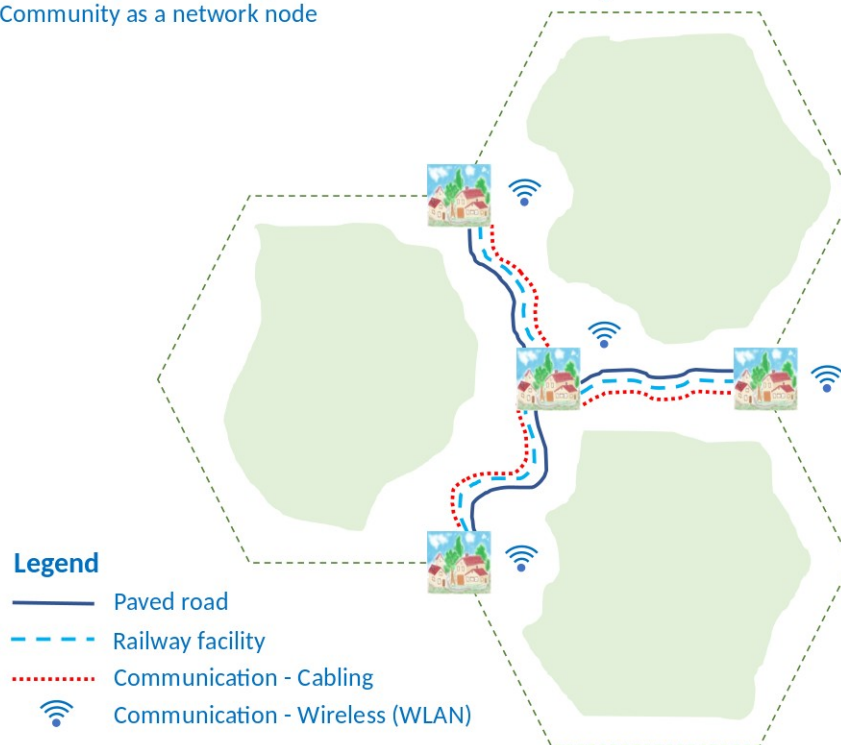 Community as a network node
Legend
Paved road
Railway facility
Communication - Cabling
Communication - Wireless (WLAN)